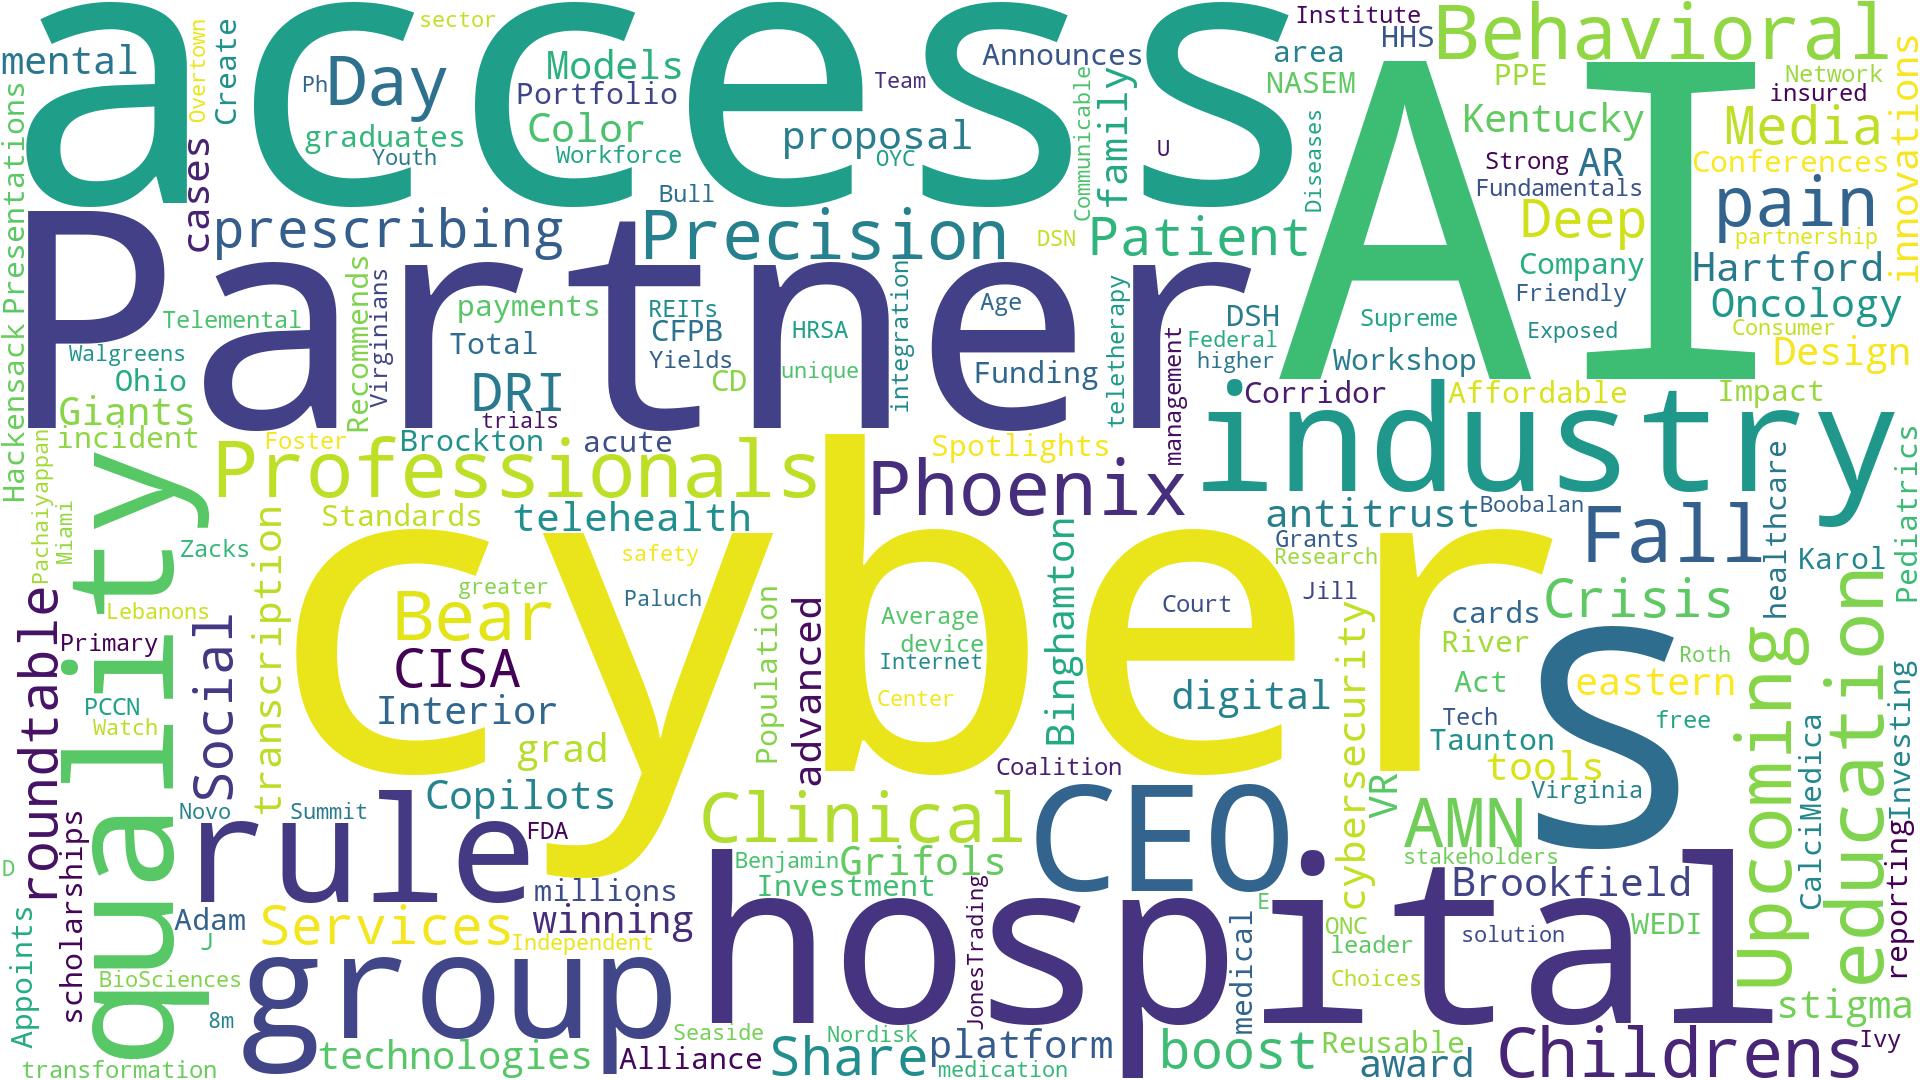 access
AI
Partner
cyber
hospital
industry
quality
rule
group
CEO
S
Behavioral
mental
Overtown
Create
sector
Ph
Day
Models
Portfolio
Team
Announces
Institute
HHS
area
NASEM
PPE
Network
insured
innovations
graduates
Youth
Color
Workforce
proposal
OYC
Communicable
family
U
Diseases
Kentucky
Media
Strong
AR
Conferences
Fundamentals
Presentations
cases
Bull
prescribing
Precision
DSN
Patient
Deep
pain
partnership
Company
Hartford
Friendly
Oncology
Telemental
Recommends
Virginians
payments
REITs
CFPB
HRSA
integration
Age
teletherapy
DSH
Supreme
Exposed
Consumer
Walgreens
Total
Yields
unique
Funding
management
Federal
higher
Workshop
Design
Ohio
DRI
CD
Corridor
Affordable
Impact
Giants
trials
incident
Foster
Brockton
acute
Spotlights
Hackensack
Professionals
Phoenix
Pachaiyappan
Miami
Zacks
Standards
telehealth
antitrust
Boobalan
Fall
healthcare
Karol
Pediatrics
transcription
safety
Binghamton
Grants
Research
greater
Paluch
Population
advanced
Average
device
Internet
Center
Court
Jill
cards
Crisis
roundtable
Lebanons
Primary
Social
Bear
CISA
Interior
grad
digital
cybersecurity
River
Act
Tech
Taunton
tools
eastern
Roth
free
Upcoming
education
PCCN
Watch
Coalition
VR
Virginia
CalciMedica
Investing
Novo
Summit
Copilots
FDA
Clinical
AMN
stakeholders
scholarships
D
Benjamin
Grifols
Investment
millions
winning
Brookfield
reporting
Appoints
Adam
J
Services
Independent
JonesTrading
medical
E
ONC
leader
solution
WEDI
BioSciences
Choices
8m
stigma
transformation
technologies
Seaside
Alliance
Share
Nordisk
platform
medication
boost
Reusable
award
Childrens
Ivy